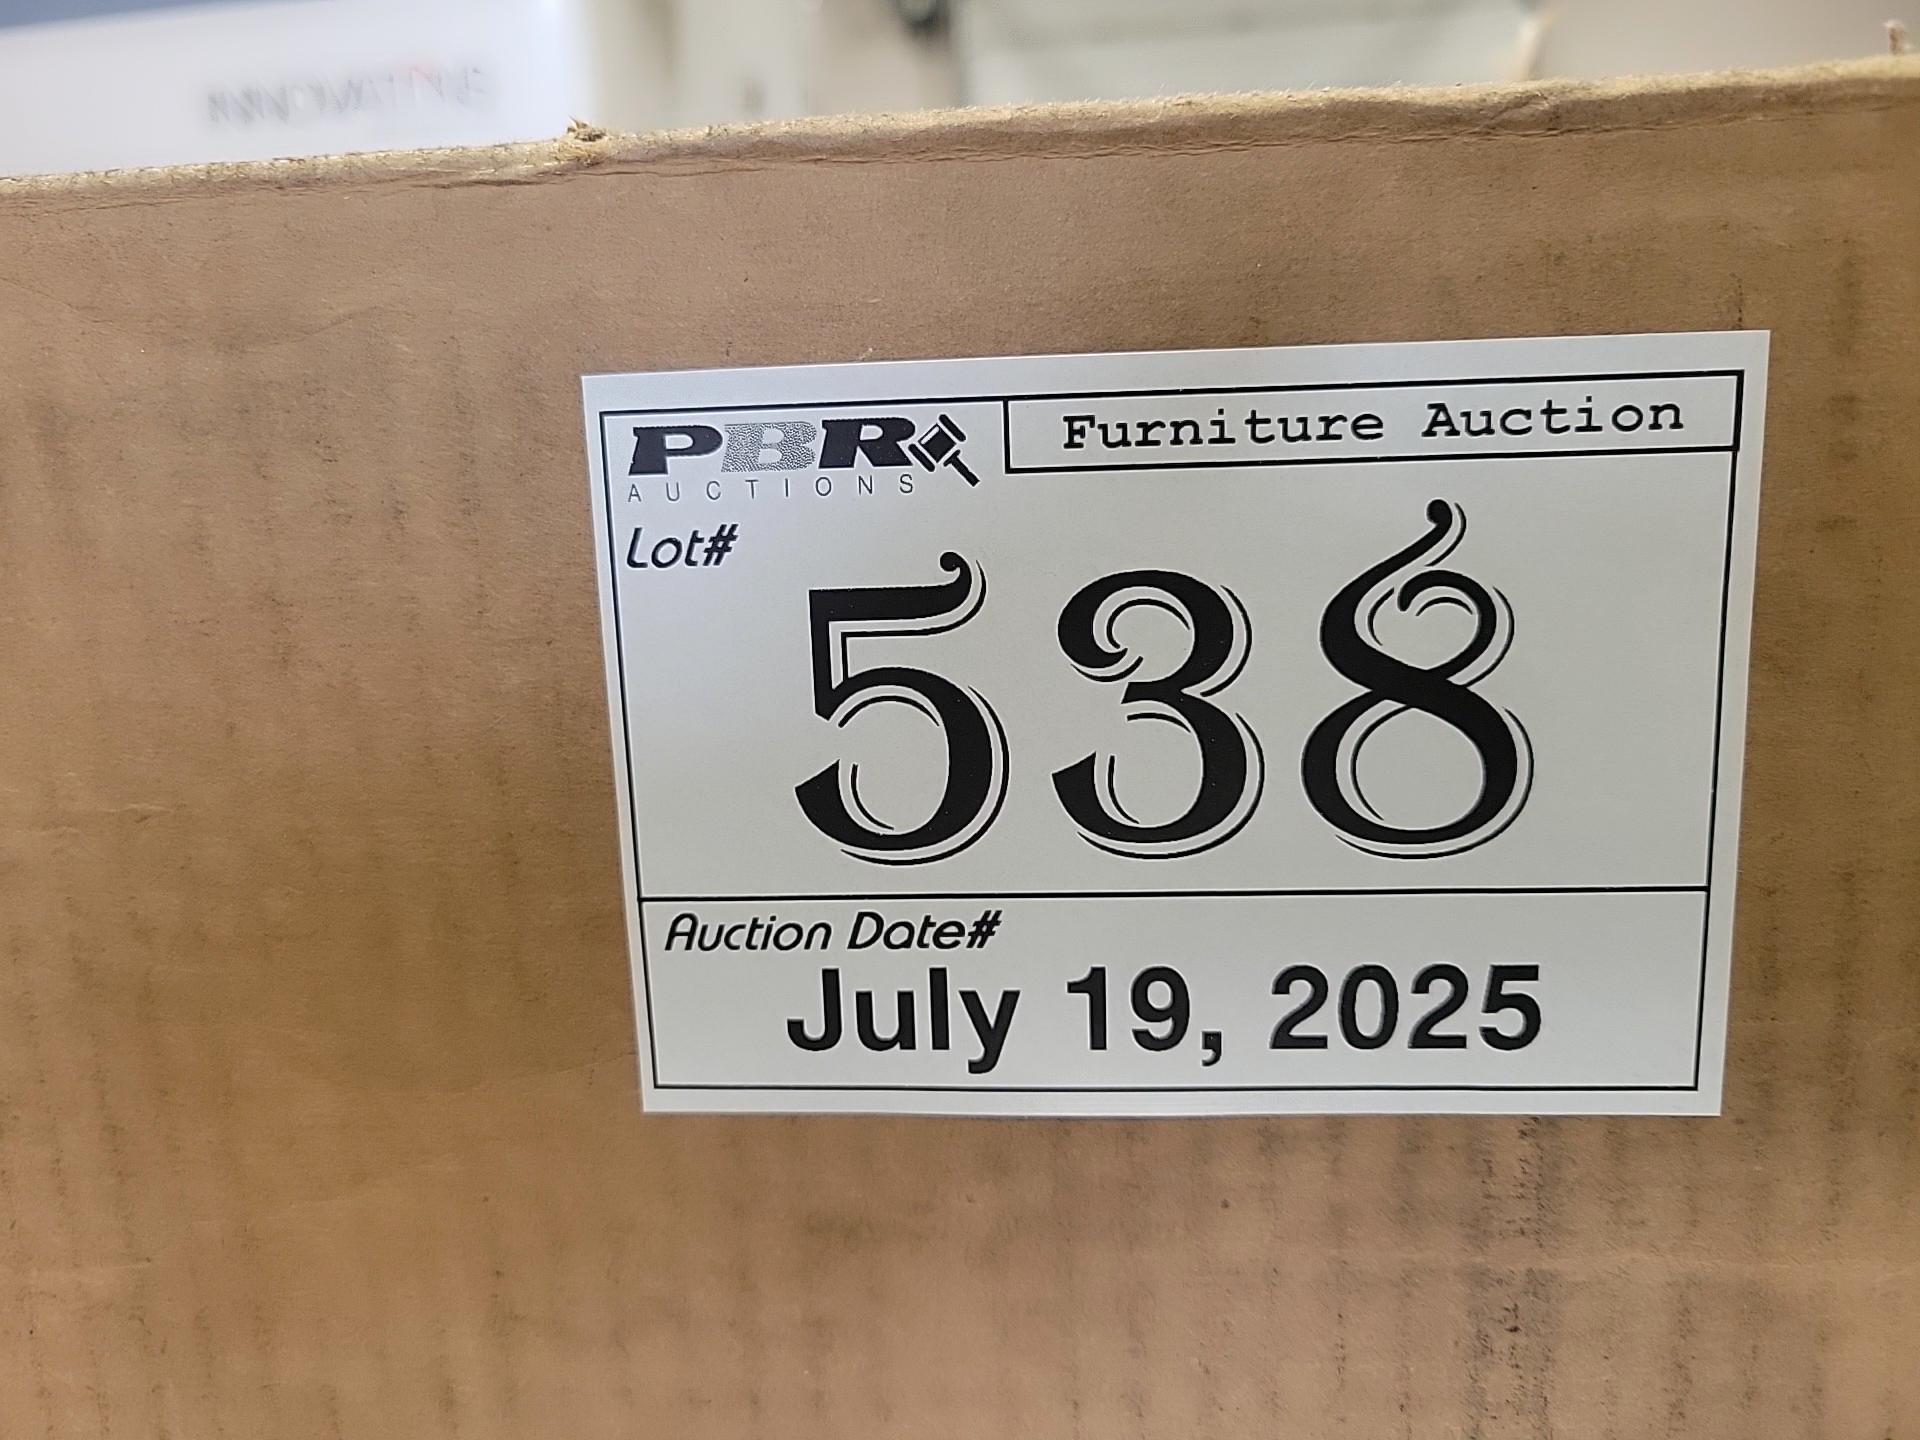 PBR
AUCTIONS
Furniture Auction
Lot#
538
Auction Date#
July 19, 2025